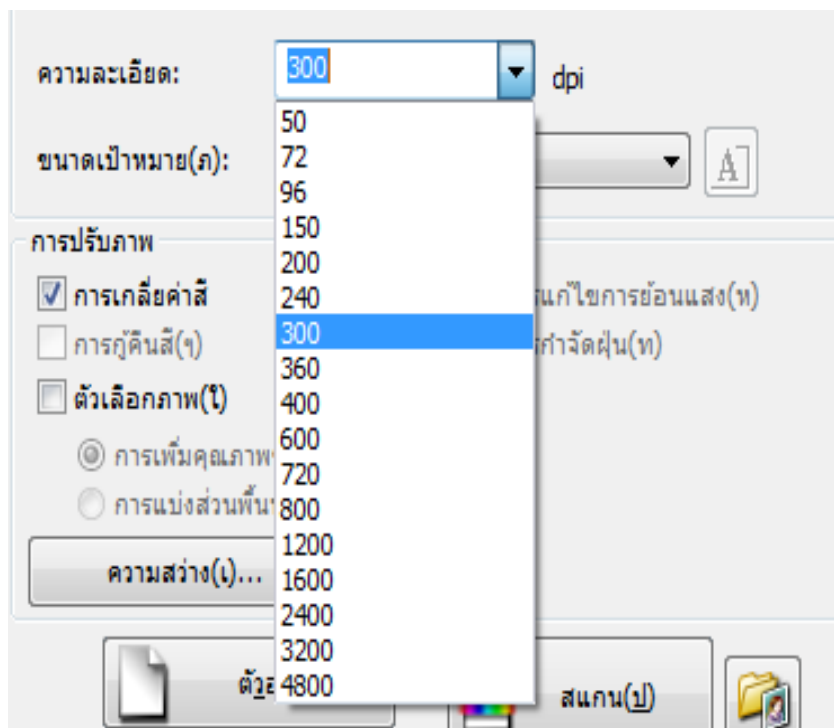 ความละเอียด: 300 dpi
50
ขนาดเป้าหมาย(ภ): 72
96
150
การปรับภาพ
200
การเกลี่ยค่าสี 240 แก้ไขการย้อนแสง(ห)
300
การกู้คืนสี(ๆ) กำจัดฝุ่น(ท)
360
ตัวเลือกภาพ(ใ) 400
การเพิ่มคุณภาพ 600
720
การแบ่งส่วนพื้น 800
1200
ความสว่าง(เ)... 1600
2400
3200
4800 สแกน(ป)